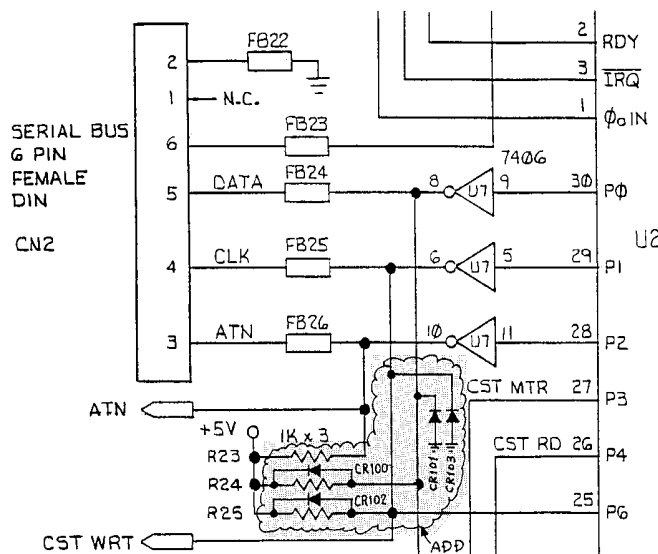 FB22
2
1
N.C.
2
RDY
3
IRQ
1
ϕ₀IN
SERIAL BUS
6 PIN
FEMALE
DIN
CN2
6
FB23
7406
5
DATA
FB24
8
U7
9
30
PØ
U2
4
CLK
FB25
6
U7
5
29
P1
3
ATN
FB26
10
U7
11
28
P2
CST MTR
27
P3
ATN
+5V
1K x 3
CST RD
26
P4
R23
CR100
CR101
CR103
R24
R25
CR102
25
P6
CST WRT
ADD